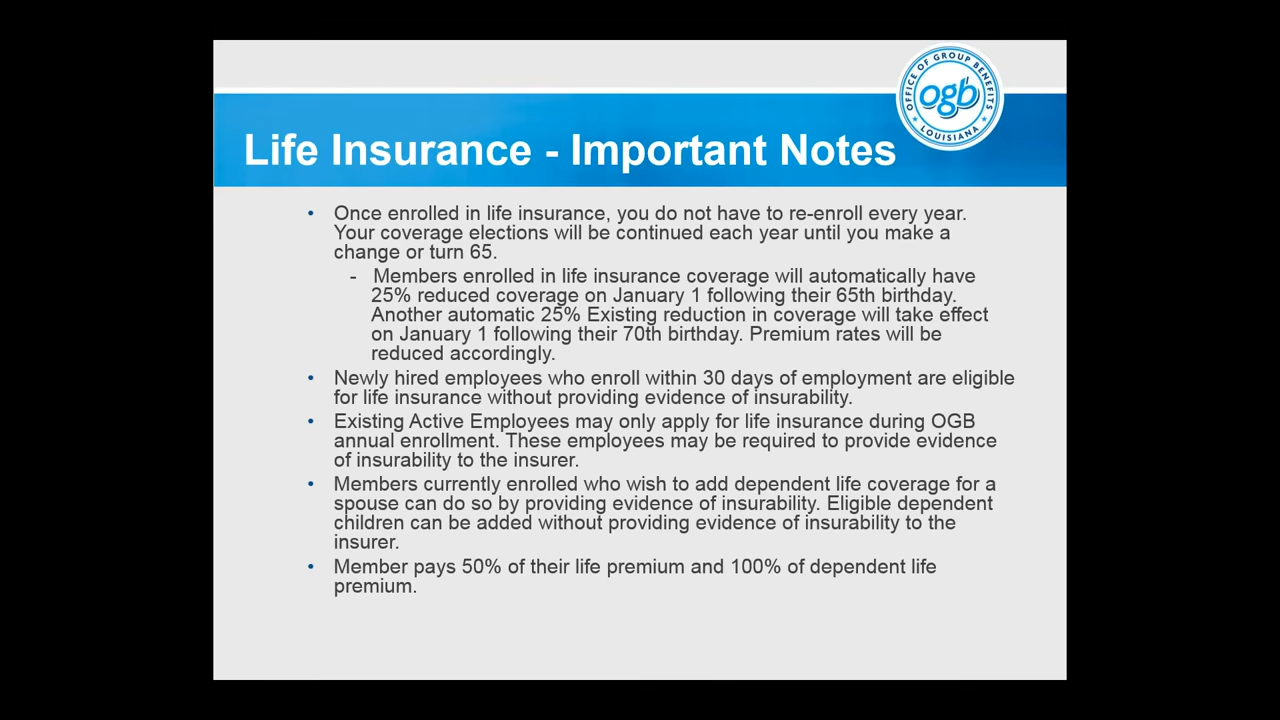 OFFICE OF GROUP BENEFITS
ogb
LOUISIANA
Life Insurance - Important Notes
• Once enrolled in life insurance, you do not have to re-enroll every year.
Your coverage elections will be continued each year until you make a
change or turn 65.
- Members enrolled in life insurance coverage will automatically have
25% reduced coverage on January 1 following their 65th birthday.
Another automatic 25% Existing reduction in coverage will take effect
on January 1 following their 70th birthday. Premium rates will be
reduced accordingly.
• Newly hired employees who enroll within 30 days of employment are eligible
for life insurance without providing evidence of insurability.
• Existing Active Employees may only apply for life insurance during OGB
annual enrollment. These employees may be required to provide evidence
of insurability to the insurer.
• Members currently enrolled who wish to add dependent life coverage for a
spouse can do so by providing evidence of insurability. Eligible dependent
children can be added without providing evidence of insurability to the
insurer.
• Member pays 50% of their life premium and 100% of dependent life
premium.